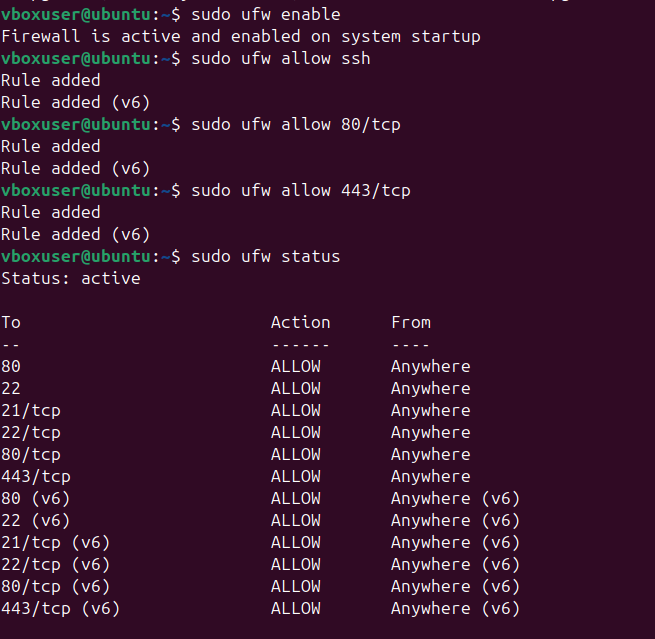 vboxuser@ubuntu:~$ sudo ufw enable
Firewall is active and enabled on system startup
vboxuser@ubuntu:~$ sudo ufw allow ssh
Rule added
Rule added (v6)
vboxuser@ubuntu:~$ sudo ufw allow 80/tcp
Rule added
Rule added (v6)
vboxuser@ubuntu:~$ sudo ufw allow 443/tcp
Rule added
Rule added (v6)
vboxuser@ubuntu:~$ sudo ufw status
Status: active
To                         Action      From
--                         ------      ----
80                         ALLOW       Anywhere
22                         ALLOW       Anywhere
21/tcp                     ALLOW       Anywhere
22/tcp                     ALLOW       Anywhere
80/tcp                     ALLOW       Anywhere
443/tcp                    ALLOW       Anywhere
80 (v6)                    ALLOW       Anywhere (v6)
22 (v6)                    ALLOW       Anywhere (v6)
21/tcp (v6)                ALLOW       Anywhere (v6)
22/tcp (v6)                ALLOW       Anywhere (v6)
80/tcp (v6)                ALLOW       Anywhere (v6)
443/tcp (v6)               ALLOW       Anywhere (v6)